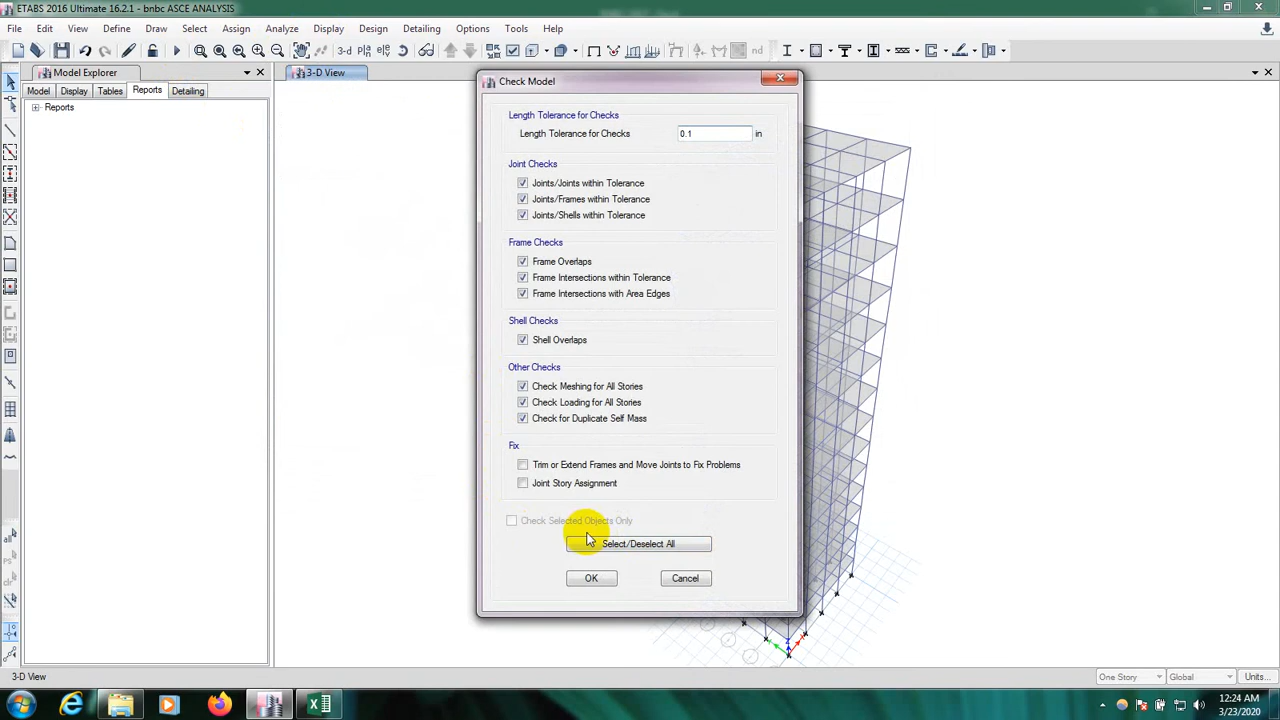 ETABS 2016 Ultimate 16.2.1 - bnbc ASCE ANALYSIS
File Edit View Define Draw Select Assign Analyze Display Design Detailing Options Tools Help
3-d nd
Model Explorer
3-D View
Model Display Tables Reports Detailing
Reports
Check Model
Length Tolerance for Checks
Length Tolerance for Checks 0.1 in
Joint Checks
Joints/Joints within Tolerance
Joints/Frames within Tolerance
Joints/Shells within Tolerance
Frame Checks
Frame Overlaps
Frame Intersections within Tolerance
Frame Intersections with Area Edges
Shell Checks
Shell Overlaps
Other Checks
Check Meshing for All Stories
Check Loading for All Stories
Check for Duplicate Self Mass
Fix
Trim or Extend Frames and Move Joints to Fix Problems
Joint Story Assignment
Check Selected Objects Only
Select/Deselect All
OK Cancel
3-D View One Story Global Units...
12:24 AM
3/23/2020